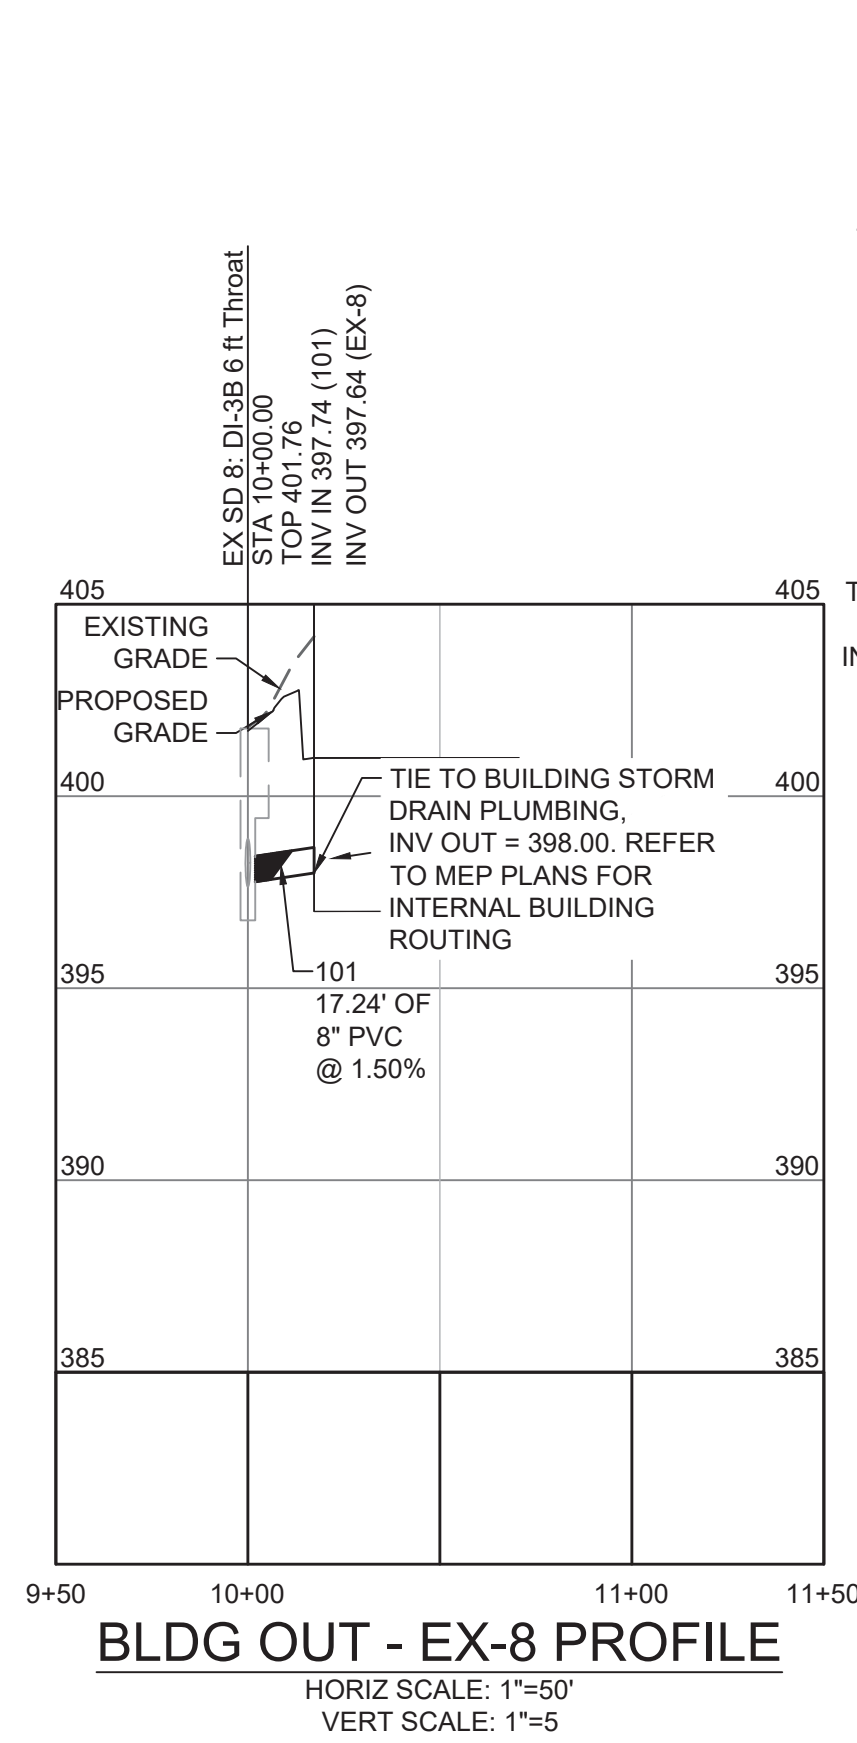 EX SD 8: DI-3B 6 ft Throat
STA 10+00.00
TOP 401.76
INV IN 397.74 (101)
INV OUT 397.64 (EX-8)
405
405
T
IN
EXISTING
GRADE
PROPOSED
GRADE
400
400
TIE TO BUILDING STORM
DRAIN PLUMBING,
INV OUT = 398.00. REFER
TO MEP PLANS FOR
INTERNAL BUILDING
ROUTING
395
395
101
17.24' OF
8" PVC
@ 1.50%
390
390
385
385
9+50
10+00
11+00
11+50
BLDG OUT - EX-8 PROFILE
HORIZ SCALE: 1"=50'
VERT SCALE: 1"=5